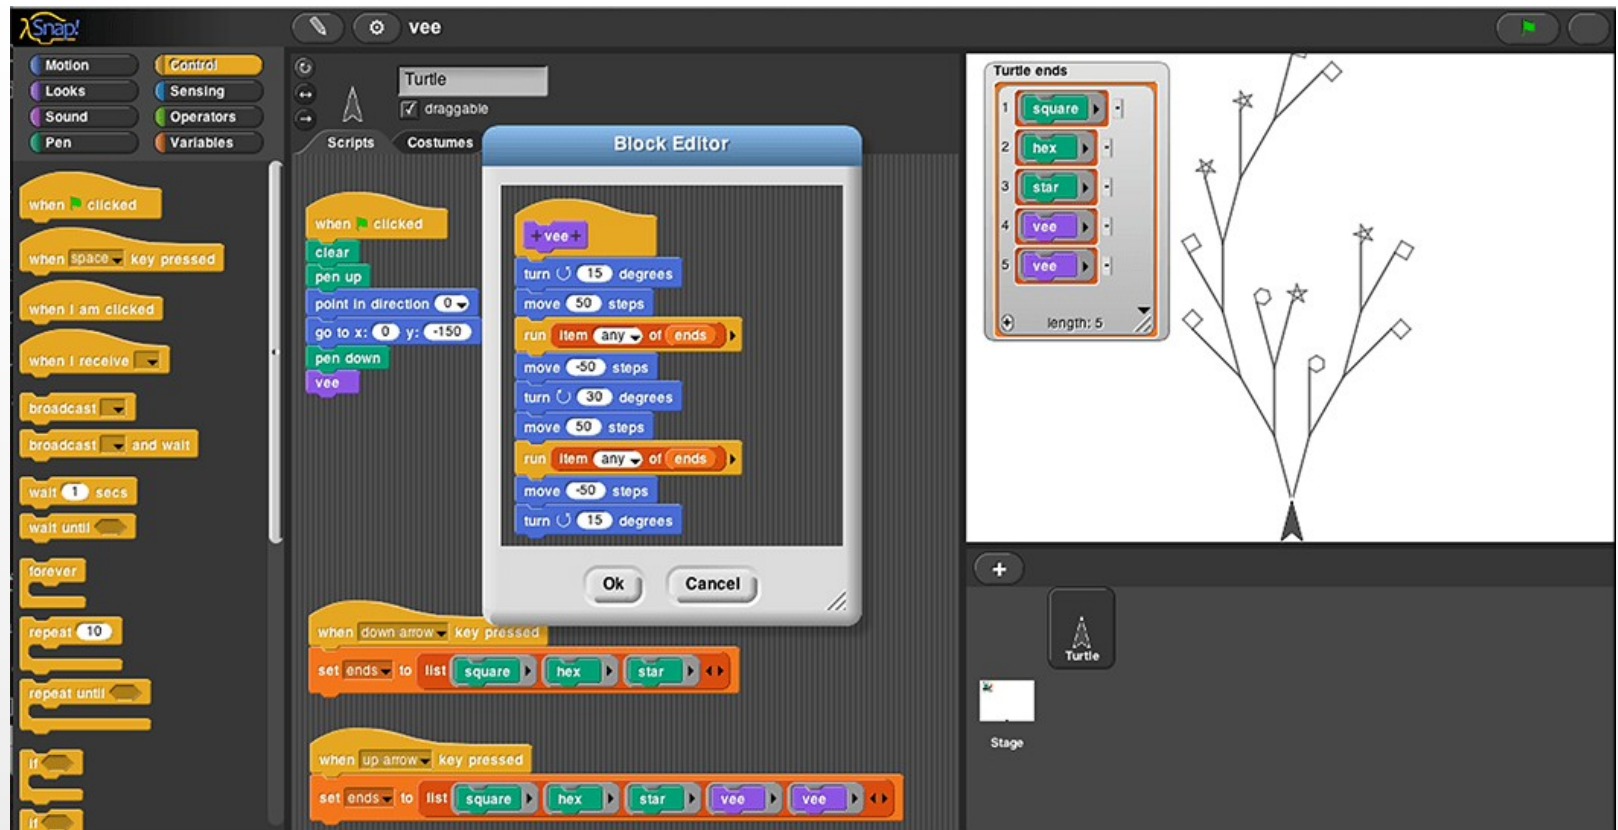 λSnap!
vee
Motion Control
Looks Sensing
Sound Operators
Pen Variables
when clicked
when space key pressed
when I am clicked
when I receive
broadcast
broadcast and wait
wait 1 secs
wait until
forever
repeat 10
repeat until
if
if
Turtle
draggable
Scripts Costumes
when clicked
clear
pen up
point in direction 0
go to x: 0 y: -150
pen down
vee
when down arrow key pressed
set ends to list square hex star
when up arrow key pressed
set ends to list square hex star vee vee
Block Editor
+vee+
turn 15 degrees
move 50 steps
run item any of ends
move -50 steps
turn 30 degrees
move 50 steps
run item any of ends
move -50 steps
turn 15 degrees
Ok Cancel
Turtle ends
1 square
2 hex
3 star
4 vee
5 vee
length: 5
Turtle
Stage